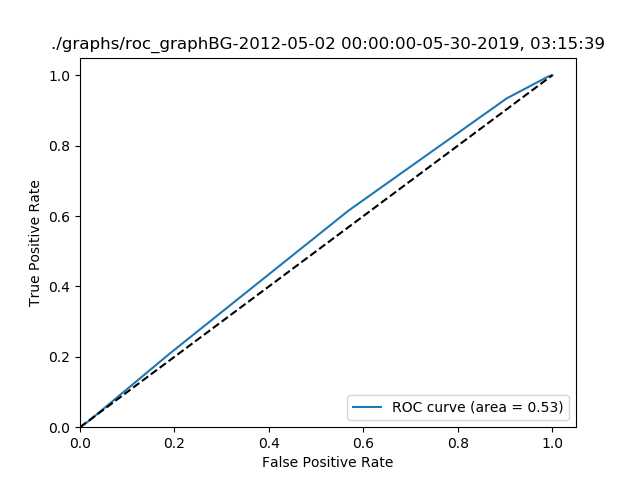 ./graphs/roc_graphBG-2012-05-02 00:00:00-05-30-2019, 03:15:39
1.0
0.8
0.6
0.4
0.2
0.0
True Positive Rate
ROC curve (area = 0.53)
0.0 0.2 0.4 0.6 0.8 1.0
False Positive Rate